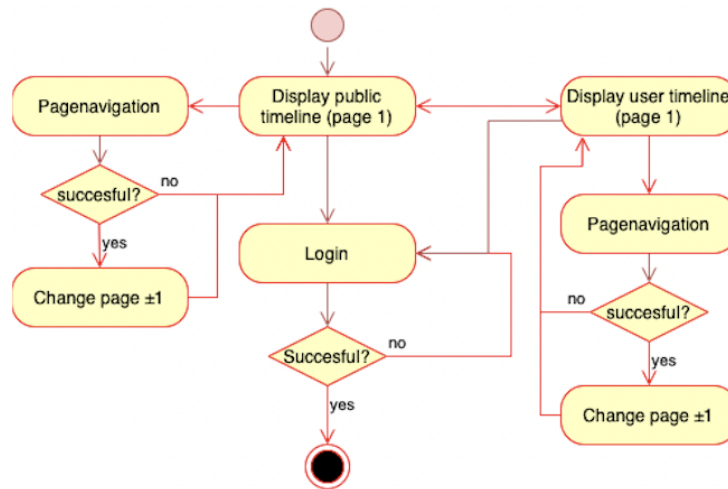 Pagenavigation
Display public
timeline (page 1)
Display user timeline
(page 1)
succesful?
no
yes
Change page ±1
Login
Succesful?
no
yes
Pagenavigation
no
succesful?
yes
Change page ±1